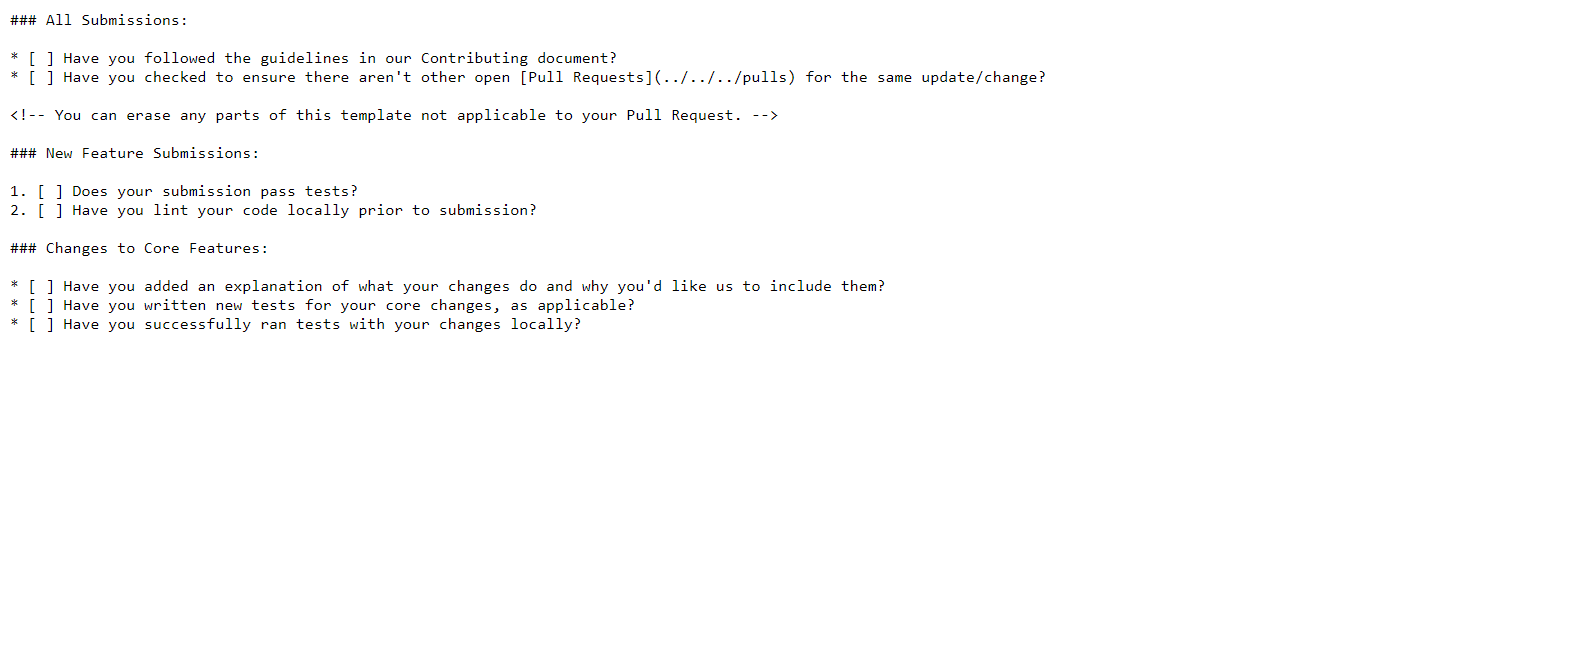 ### All Submissions:

* [ ] Have you followed the guidelines in our Contributing document?
* [ ] Have you checked to ensure there aren't other open [Pull Requests](../../../pulls) for the same update/change?

<!-- You can erase any parts of this template not applicable to your Pull Request. -->

### New Feature Submissions:

1. [ ] Does your submission pass tests?
2. [ ] Have you lint your code locally prior to submission?

### Changes to Core Features:

* [ ] Have you added an explanation of what your changes do and why you'd like us to include them?
* [ ] Have you written new tests for your core changes, as applicable?
* [ ] Have you successfully ran tests with your changes locally?